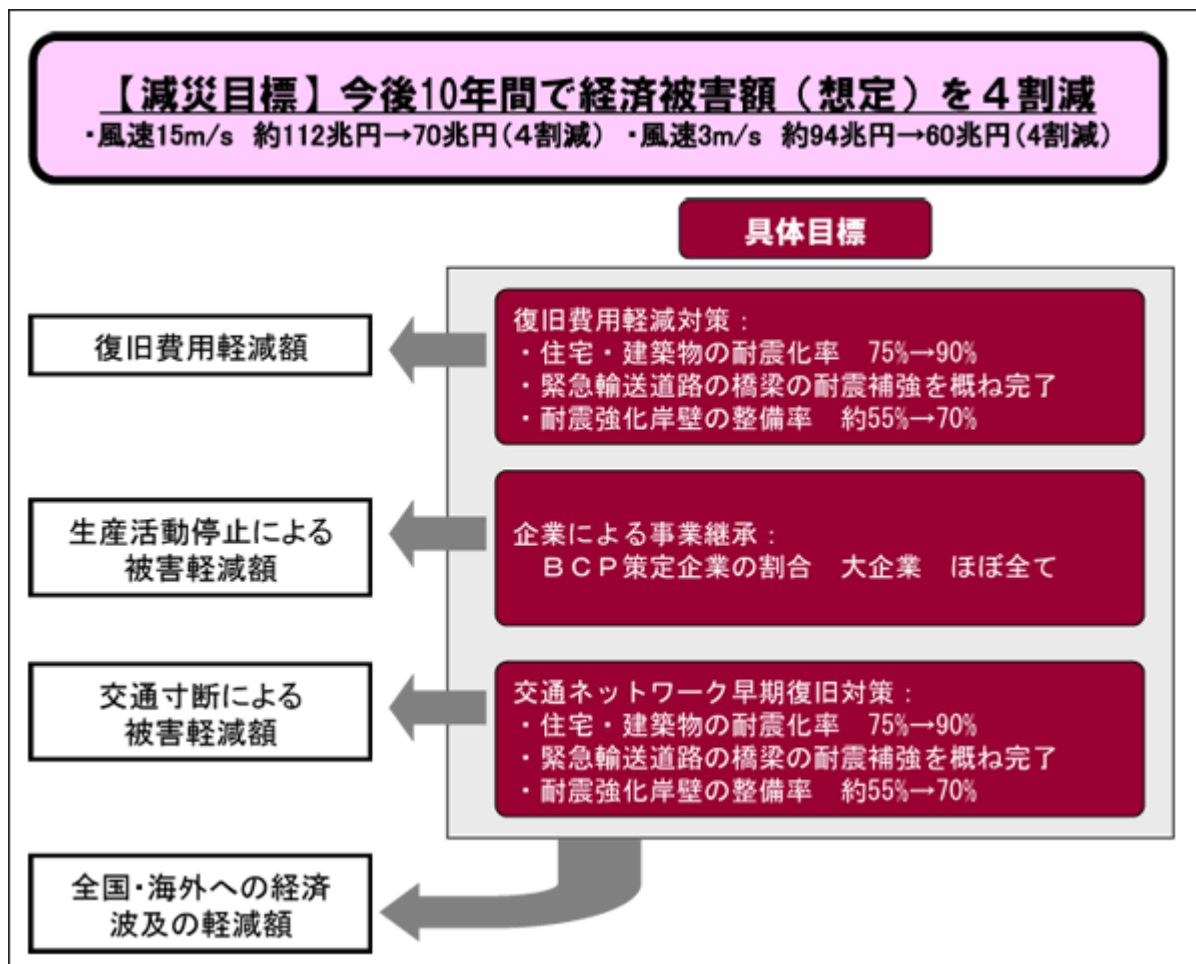 【減災目標】今後10年間で経済被害額（想定）を４割減
・風速15m/s 約112兆円→70兆円（４割減） ・風速3m/s 約94兆円→60兆円（4割減）
具体目標
復旧費用軽減額
復旧費用軽減対策：
・住宅・建築物の耐震化率 75%→90%
・緊急輸送道路の橋梁の耐震補強を概ね完了
・耐震強化岸壁の整備率 約55%→70%
生産活動停止による
被害軽減額
企業による事業継承：
ＢＣＰ策定企業の割合 大企業 ほぼ全て
交通寸断による
被害軽減額
交通ネットワーク早期復旧対策：
・住宅・建築物の耐震化率 75%→90%
・緊急輸送道路の橋梁の耐震補強を概ね完了
・耐震強化岸壁の整備率 約55%→70%
全国・海外への経済
波及の軽減額